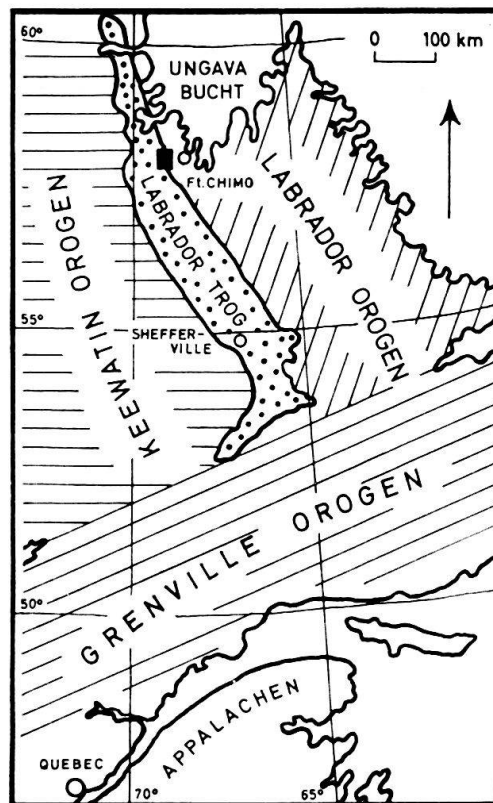 60°
0 100 km
UNGAVA
BUCHT
Ft.CHIMO
LABRADOR TROG
LABRADOR OROGEN
KEEWATIN OROGEN
55°
SHEFFER-
VILLE
GRENVILLE OROGEN
50°
APPALACHEN
QUEBEC
70°
65°